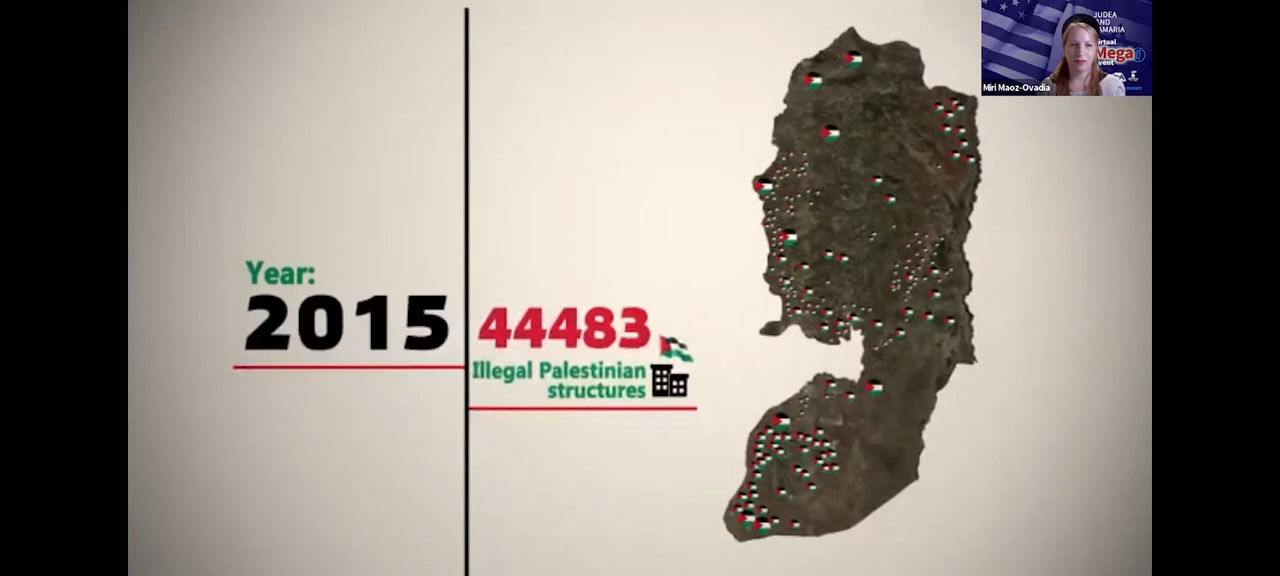 Year:
2015
44483
Illegal Palestinian
structures
JUDEA
AND
SAMARIA
Virtual
Mega
Event
Miri Maoz-Ovadia